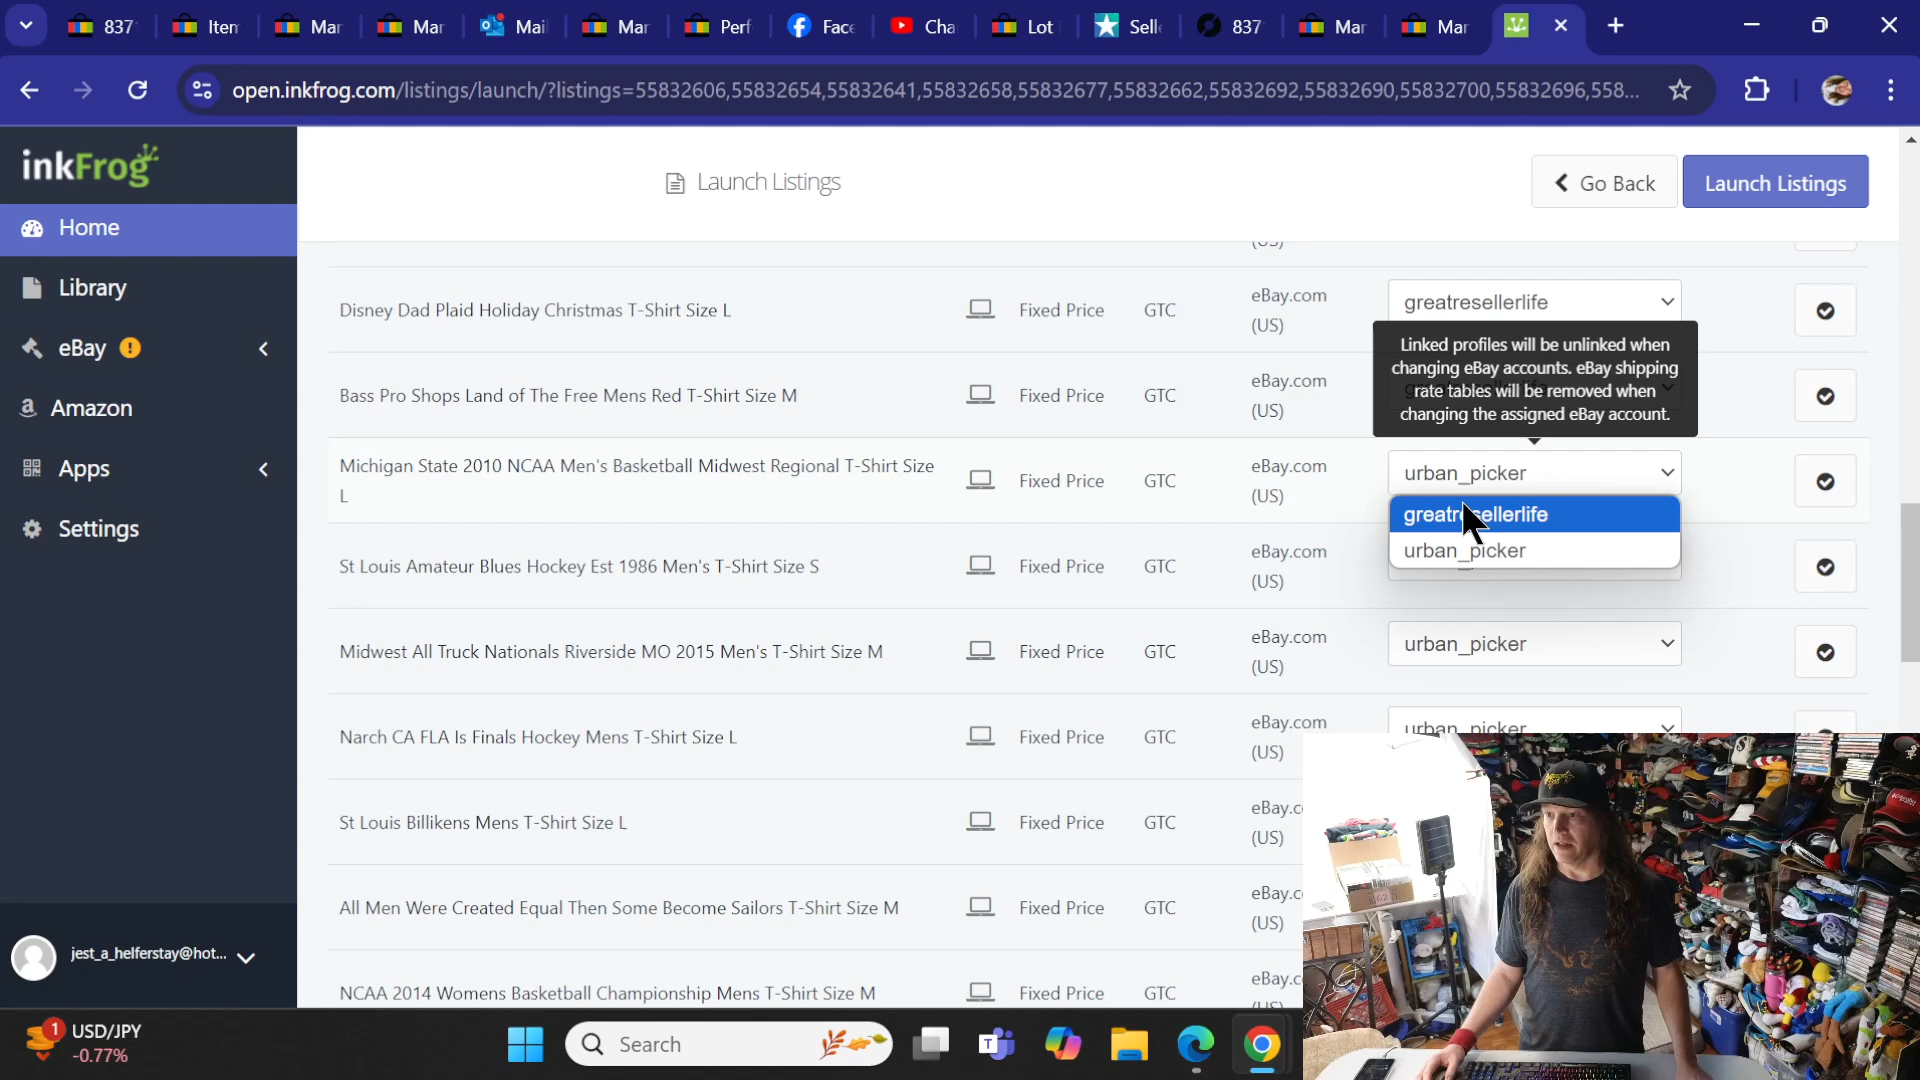 837
Iten
Mar
Mar
Mai
Mar
Perf
Face
Cha
Lot
Selle
837
Mar
Mar
open.inkfrog.com/listings/launch/?listings=55832606,55832654,55832641,55832658,55832677,55832662,55832692,55832690,55832700,55832696,558...
inkFrog
Launch Listings
Go Back
Launch Listings
Home
Library
eBay
Amazon
Apps
Settings
jest_a_helferstay@hot...
(US)
Disney Dad Plaid Holiday Christmas T-Shirt Size L
Fixed Price
GTC
eBay.com
(US)
greatresellerlife
Linked profiles will be unlinked when
changing eBay accounts. eBay shipping
rate tables will be removed when
changing the assigned eBay account.
Bass Pro Shops Land of The Free Mens Red T-Shirt Size M
Fixed Price
GTC
eBay.com
(US)
Michigan State 2010 NCAA Men's Basketball Midwest Regional T-Shirt Size
L
Fixed Price
GTC
eBay.com
(US)
urban_picker
greatresellerlife
urban_picker
St Louis Amateur Blues Hockey Est 1986 Men's T-Shirt Size S
Fixed Price
GTC
eBay.com
(US)
Midwest All Truck Nationals Riverside MO 2015 Men's T-Shirt Size M
Fixed Price
GTC
eBay.com
(US)
urban_picker
Narch CA FLA Is Finals Hockey Mens T-Shirt Size L
Fixed Price
GTC
eBay.com
(US)
urban_picker
St Louis Billikens Mens T-Shirt Size L
Fixed Price
GTC
eBay.c
(US)
All Men Were Created Equal Then Some Become Sailors T-Shirt Size M
Fixed Price
GTC
eBay.c
(US)
NCAA 2014 Womens Basketball Championship Mens T-Shirt Size M
Fixed Price
GTC
eBay.c
(US)
1
USD/JPY
-0.77%
Search